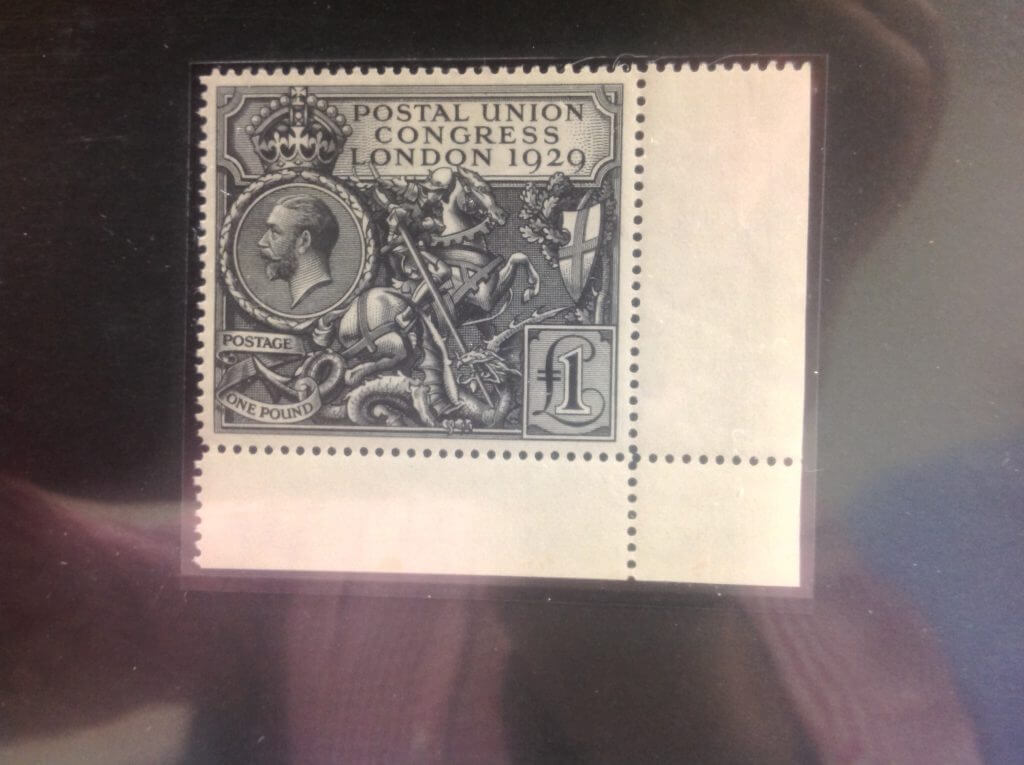 POSTAL UNION
CONGRESS
LONDON 1929
POSTAGE
ONE POUND
£1